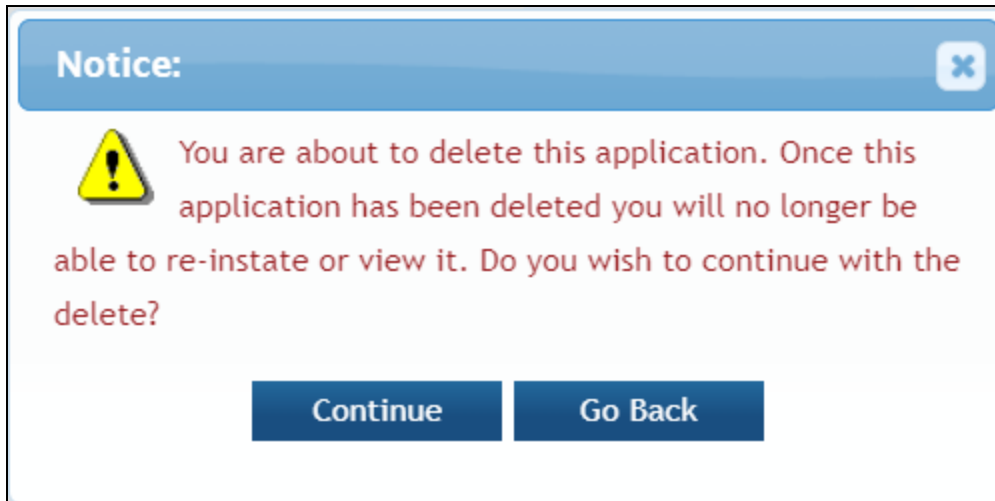 Notice:
You are about to delete this application. Once this
application has been deleted you will no longer be
able to re-instate or view it. Do you wish to continue with the
delete?
Continue
Go Back